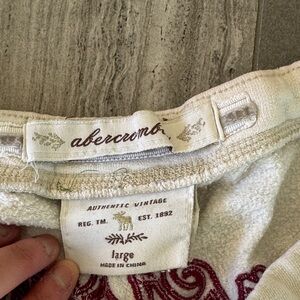 abercromb
AUTHENTIC VINTAGE
REG. TM. EST. 1892
large
MADE IN CHINA